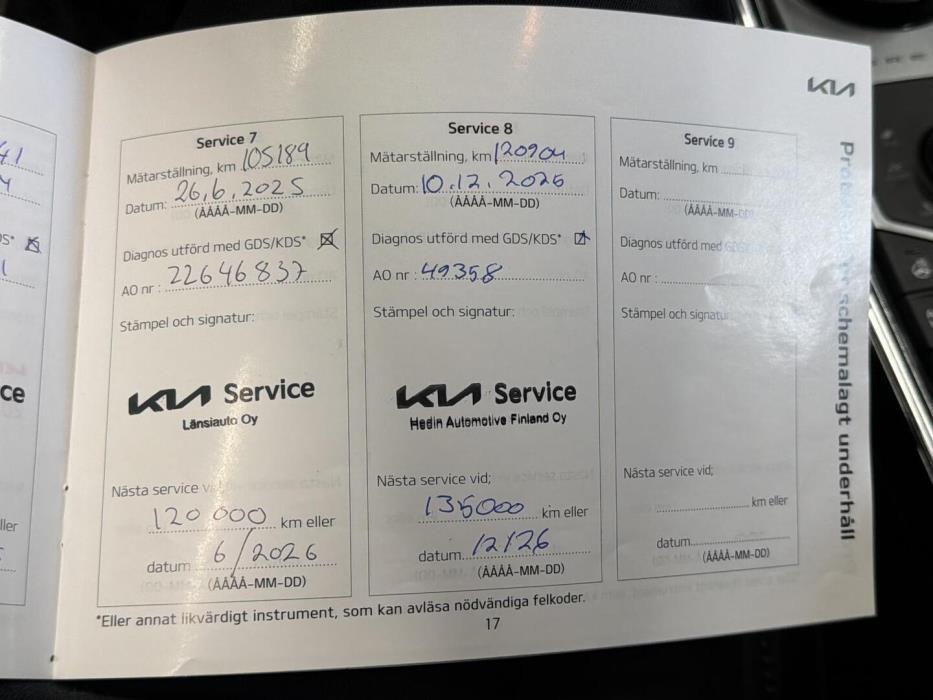 KIA
Protokoll för schemalagt underhåll
Service 7
Mätarställning, km 105189
Datum: 26,6,2025
(ÅÅÅÅ-MM-DD)
Diagnos utförd med GDS/KDS*
AO nr : 22646837
Stämpel och signatur:
KIA Service
Länsiauto Oy
Nästa service vid;
120 000 km eller
datum 6/2026
(ÅÅÅÅ-MM-DD)
Service 8
Mätarställning, km 120904
Datum: 10.12.2025
(ÅÅÅÅ-MM-DD)
Diagnos utförd med GDS/KDS*
AO nr : 49358
Stämpel och signatur:
KIA Service
Hedin Automotive Finland Oy
Nästa service vid;
135000 km eller
datum 12/26
(ÅÅÅÅ-MM-DD)
Service 9
Mätarställning, km
Datum:
(ÅÅÅÅ-MM-DD)
Diagnos utförd med GDS/KDS*
AO nr :
Stämpel och signatur:
Nästa service vid;
km eller
datum
(ÅÅÅÅ-MM-DD)
*Eller annat likvärdigt instrument, som kan avläsa nödvändiga felkoder.
17